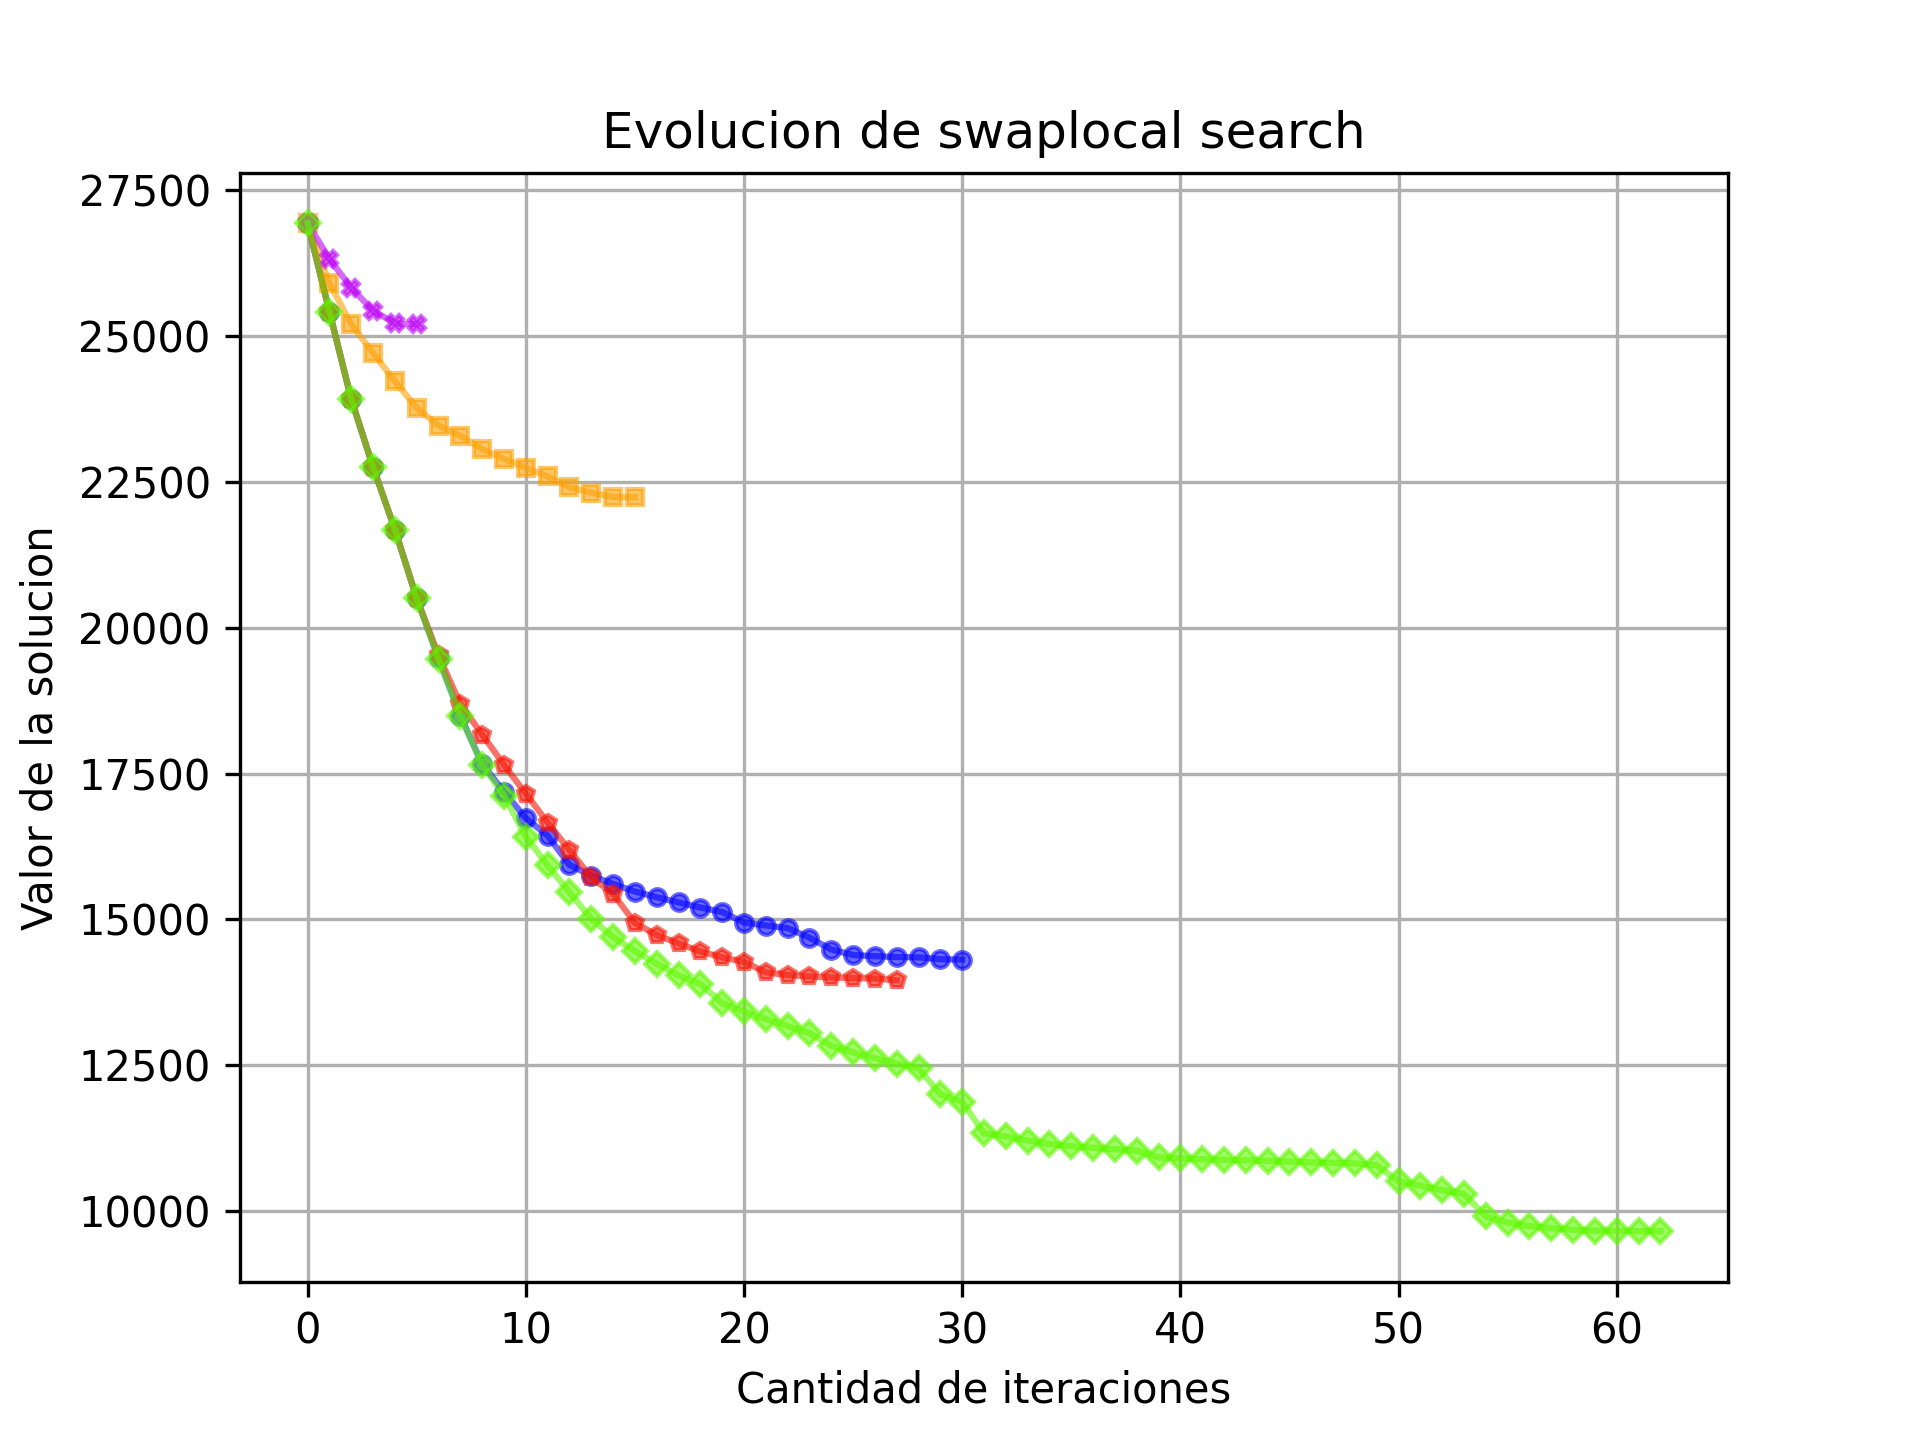 Evolucion de swaplocal search
27500
25000
22500
20000
17500
15000
12500
10000
Valor de la solucion
0 10 20 30 40 50 60
Cantidad de iteraciones